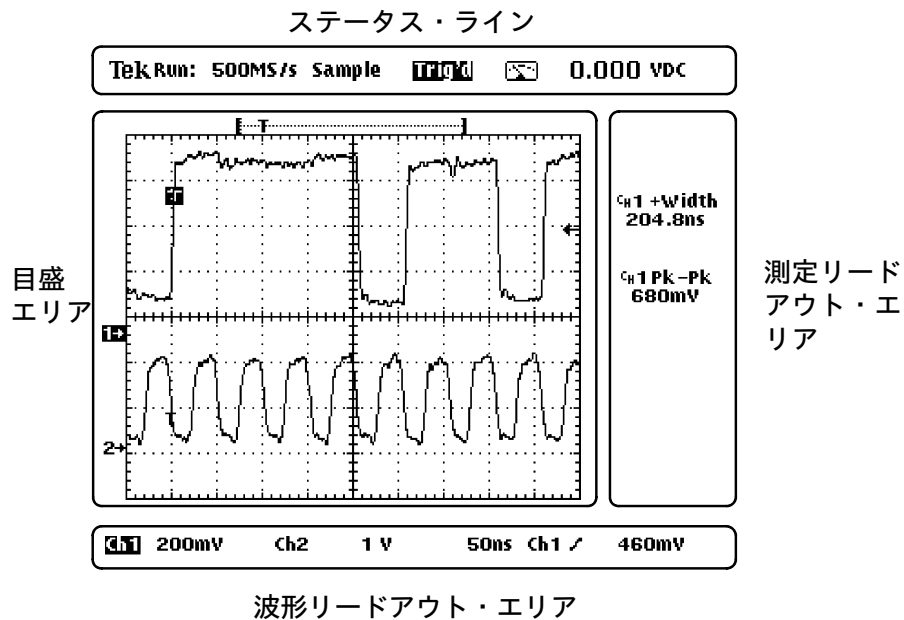 ステータス・ライン
Tek Run: 500MS/s Sample Trig'd 0.000 VDC
T
Tr
目盛
エリア
CH1 +Width
204.8ns
CH1 Pk-Pk
680mV
測定リード
アウト・エ
リア
1→
T
2→
Ch1 200mV Ch2 1 V 50ns Ch1 460mV
波形リードアウト・エリア